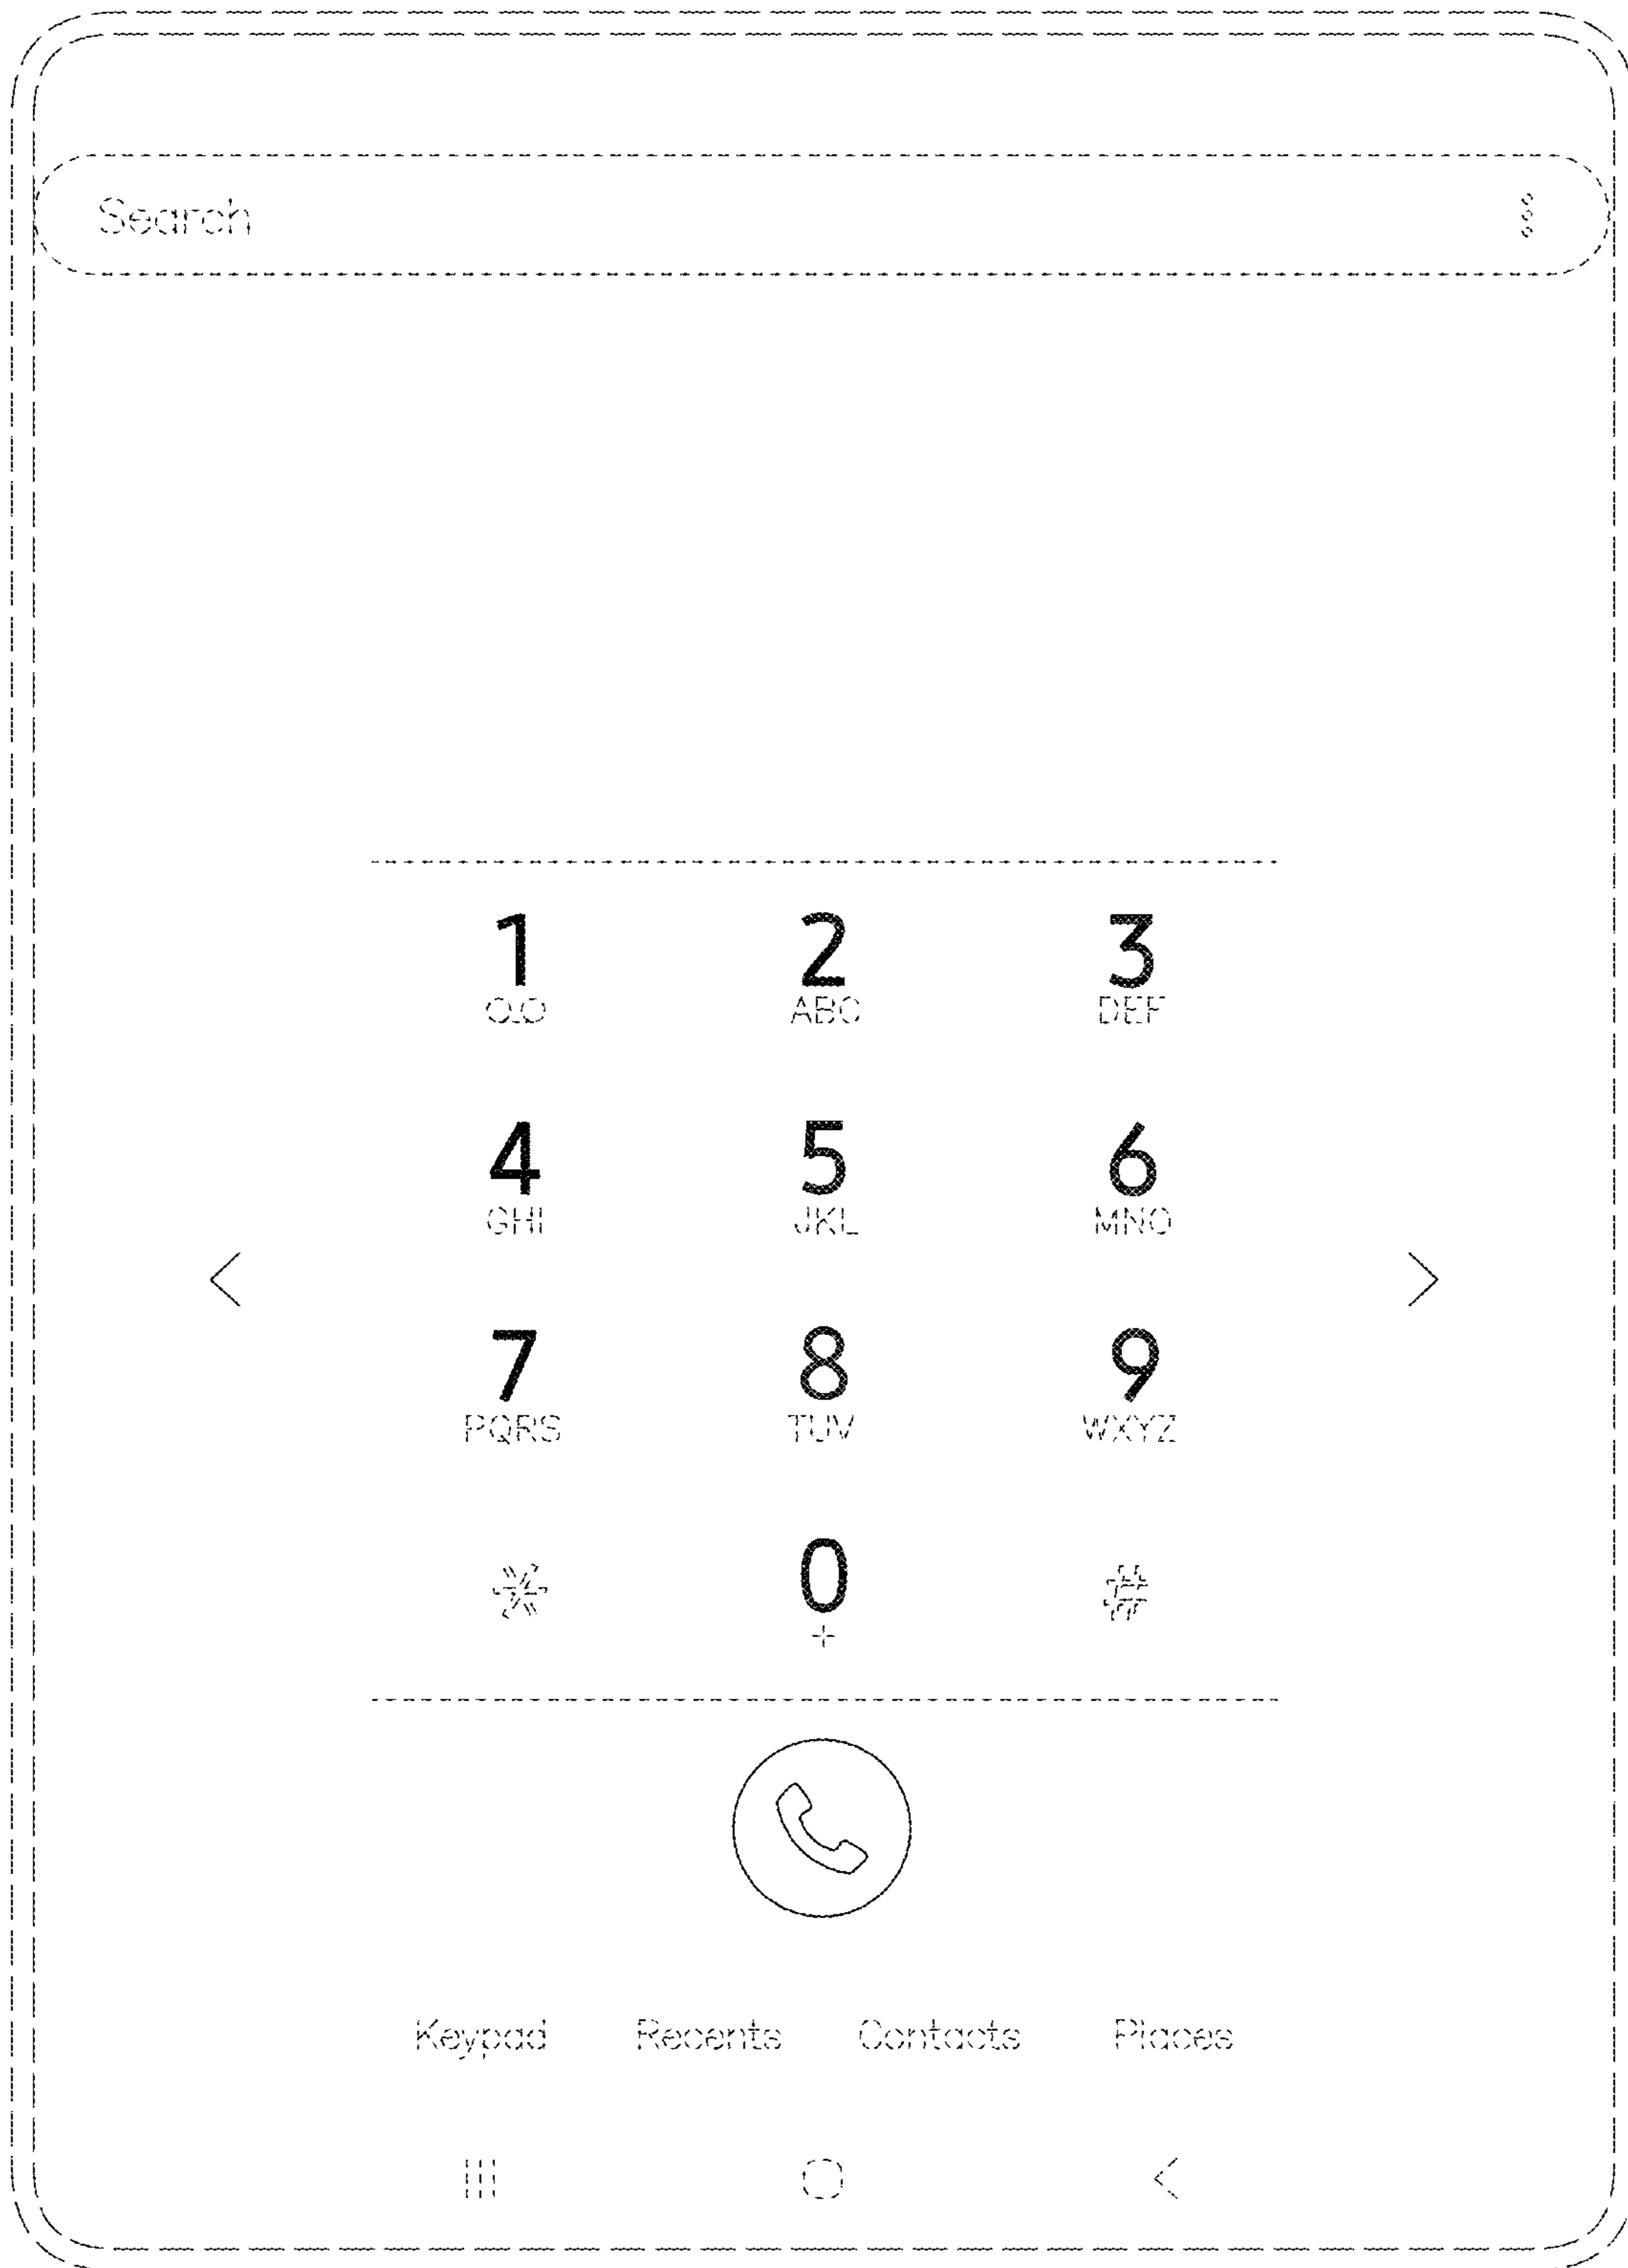 Search
1 2 3
ABC DEF
4 5 6
GHI JKL MNO
7 8 9
PQRS TUV WXYZ
* 0 #
+
Keypad Recents Contacts Places